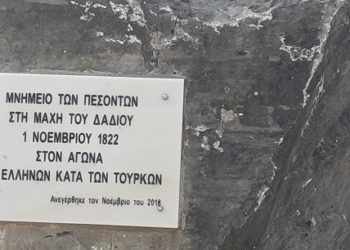 ΜΝΗΜΕΙΟ ΤΩΝ ΠΕΣΟΝΤΩΝ
ΣΤΗ ΜΑΧΗ ΤΟΥ ΔΑΔΙΟΥ
1 ΝΟΕΜΒΡΙΟΥ 1822
ΣΤΟΝ ΑΓΩΝΑ
ΕΛΛΗΝΩΝ ΚΑΤΑ ΤΩΝ ΤΟΥΡΚΩΝ
Ανεγέρθηκε τον Νοέμβριο του 2018